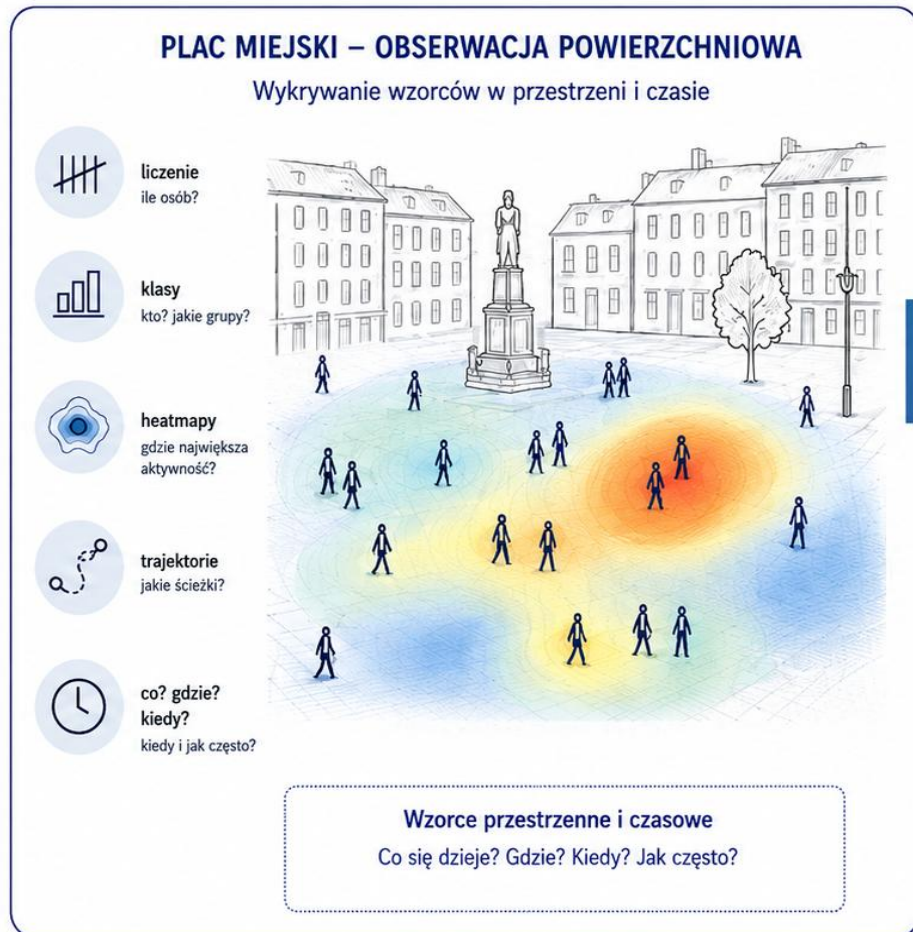 PLAC MIEJSKI – OBSERWACJA POWIERZCHNIOWA
Wykrywanie wzorców w przestrzeni i czasie
liczenie
ile osób?
klasy
kto? jakie grupy?
heatmapy
gdzie największa
aktywność?
trajektorie
jakie ścieżki?
co? gdzie?
kiedy?
kiedy i jak często?
Wzorce przestrzenne i czasowe
Co się dzieje? Gdzie? Kiedy? Jak często?